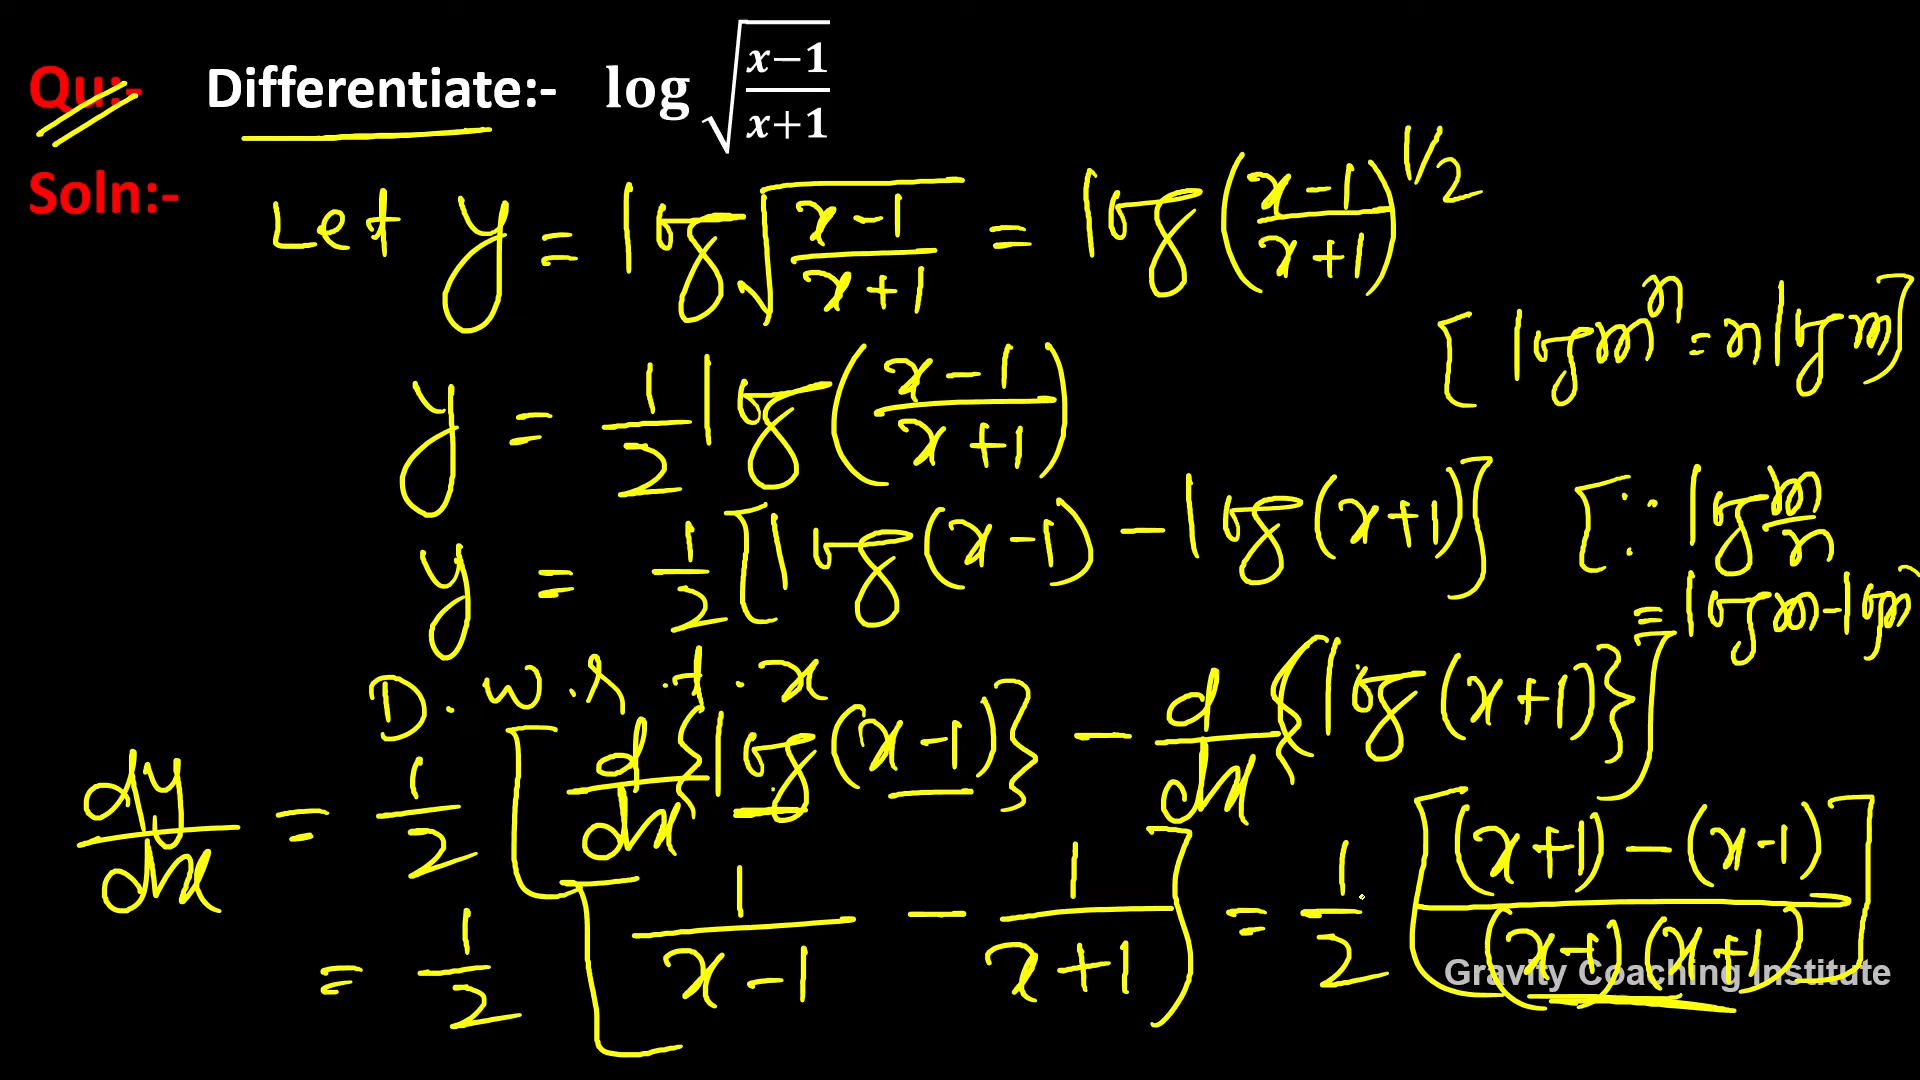 Qu:- Differentiate:- log √((x−1)/(x+1))
Soln:- Let y = log √((x-1)/(x+1)) = log ((x-1)/(x+1))^1/2
[log m^n = n log m]
y = 1/2 log ((x-1)/(x+1))
y = 1/2 [log(x-1) - log(x+1)] [∵ log m/n
= log m - log n]
D. w.r.t. x
dy/dx = 1/2 [d/dx {log(x-1)} - d/dx {log(x+1)}]
= 1/2 [1/(x-1) - 1/(x+1)] = 1/2 [((x+1)-(x-1))/((x-1)(x+1))]
Gravity Coaching Institute